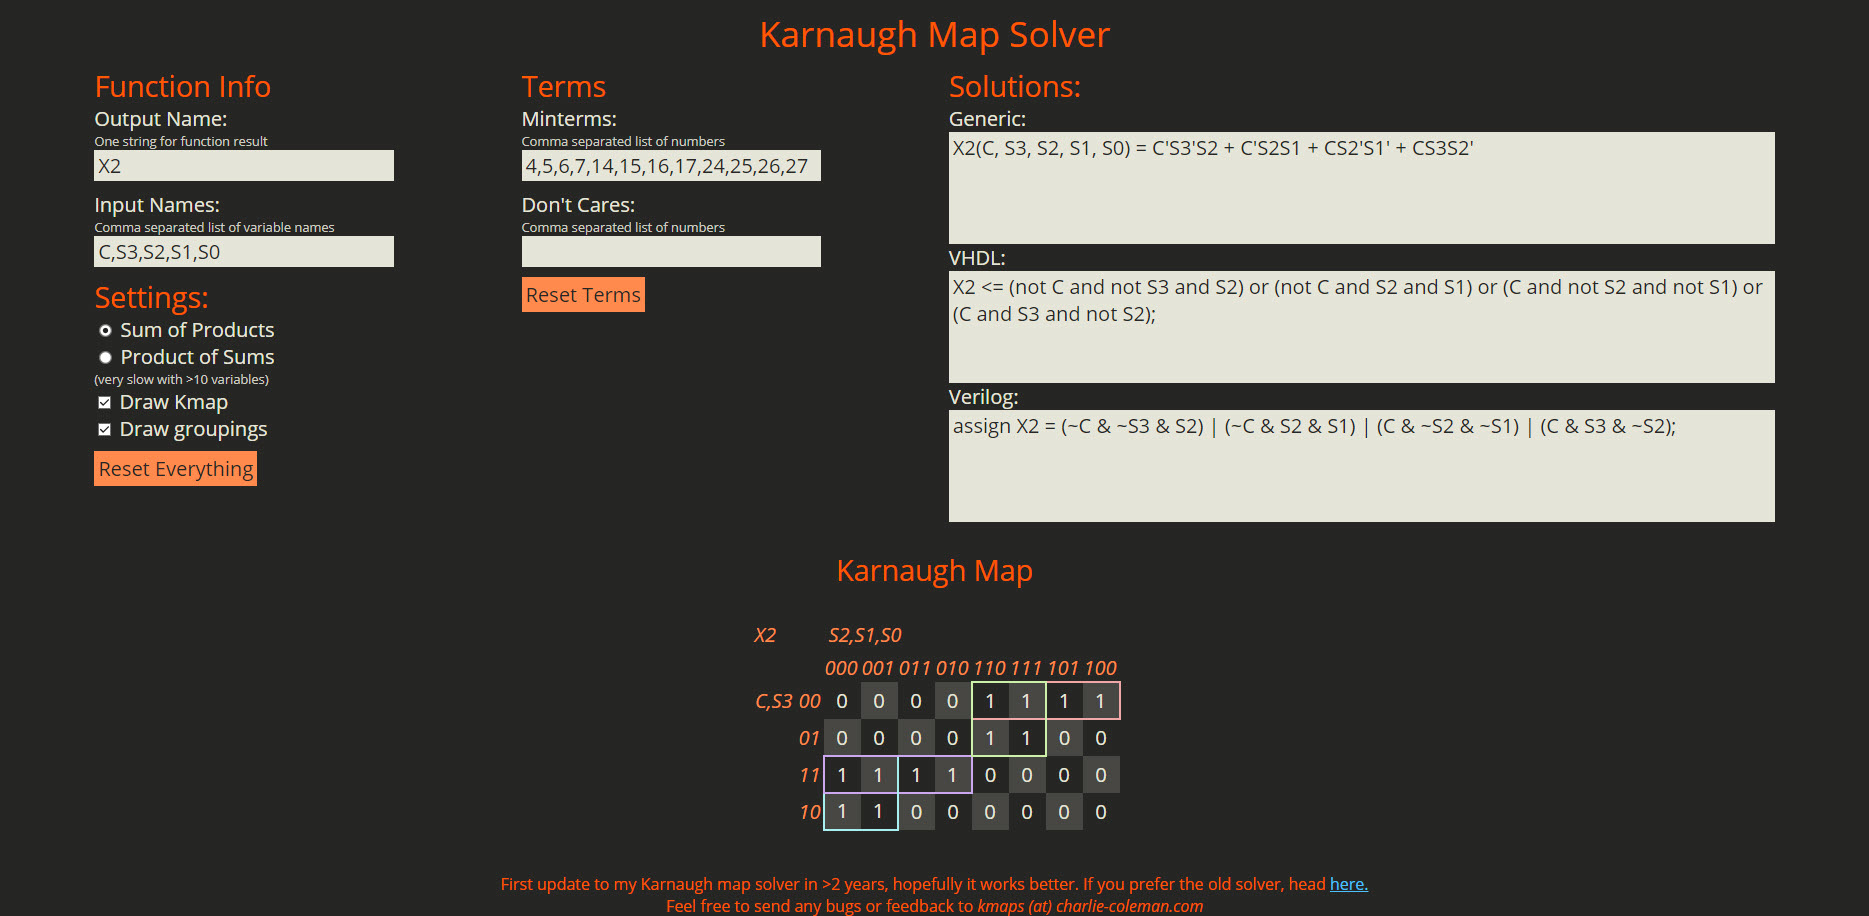 Karnaugh Map Solver
Function Info
Output Name:
One string for function result
X2
Input Names:
Comma separated list of variable names
C,S3,S2,S1,S0
Settings:
Sum of Products
Product of Sums
(very slow with >10 variables)
Draw Kmap
Draw groupings
Reset Everything
Terms
Minterms:
Comma separated list of numbers
4,5,6,7,14,15,16,17,24,25,26,27
Don't Cares:
Comma separated list of numbers
Reset Terms
Solutions:
Generic:
X2(C, S3, S2, S1, S0) = C'S3'S2 + C'S2S1 + CS2'S1' + CS3S2'
VHDL:
X2 <= (not C and not S3 and S2) or (not C and S2 and S1) or (C and not S2 and not S1) or
(C and S3 and not S2);
Verilog:
assign X2 = (~C & ~S3 & S2) | (~C & S2 & S1) | (C & ~S2 & ~S1) | (C & S3 & ~S2);
Karnaugh Map
X2 S2,S1,S0
000 001 011 010 110 111 101 100
C,S3 00 0 0 0 0 1 1 1 1
01 0 0 0 0 1 1 0 0
11 1 1 1 1 0 0 0 0
10 1 1 0 0 0 0 0 0
First update to my Karnaugh map solver in >2 years, hopefully it works better. If you prefer the old solver, head here.
Feel free to send any bugs or feedback to kmaps (at) charlie-coleman.com